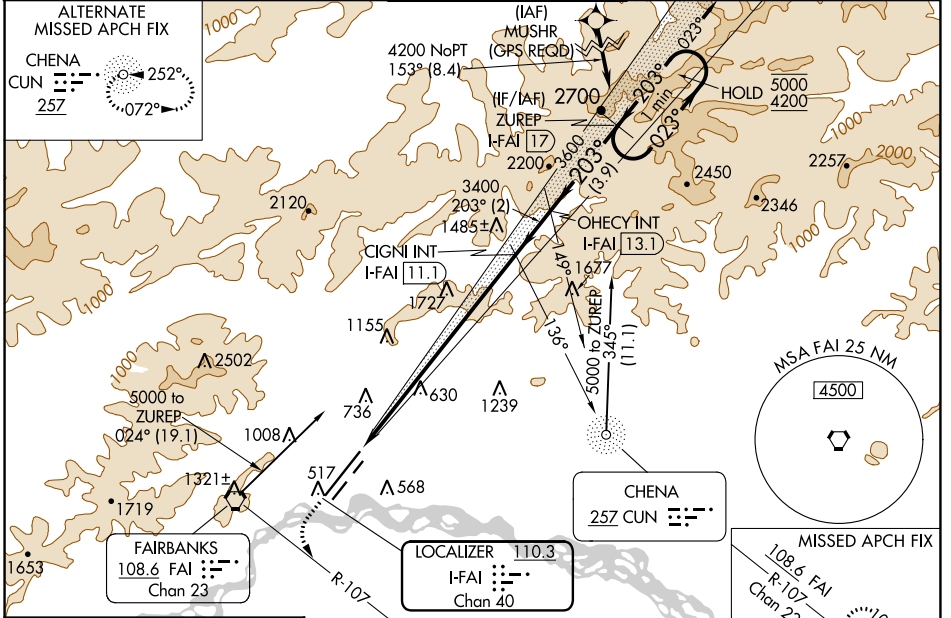 ALTERNATE
MISSED APCH FIX
CHENA
CUN
257
252°
072°
1000
(IAF)
MUSHR
(GPS REQD)
4200 NoPT
153° (8.4)
023°
203°
1 min
023°
HOLD
5000
4200
2700
(IF/IAF)
ZUREP
I-FAI 17
3600
203°
(3.9)
2200
1000
2000
2257
2450
2346
2120
3400
203° (2)
1485±
OHECY INT
I-FAI 13.1
CIGNI INT
I-FAI 11.1
149°
1677
1727
1000
1000
1155
136°
5000 to ZUREP
345°
(11.1)
MSA FAI 25 NM
4500
1000
2502
5000 to
ZUREP
024° (19.1)
736
630
1239
1008
1321±
517
568
1719
1653
CHENA
257 CUN
FAIRBANKS
108.6 FAI
Chan 23
R-107
LOCALIZER 110.3
I-FAI
Chan 40
MISSED APCH FIX
108.6 FAI
R-107